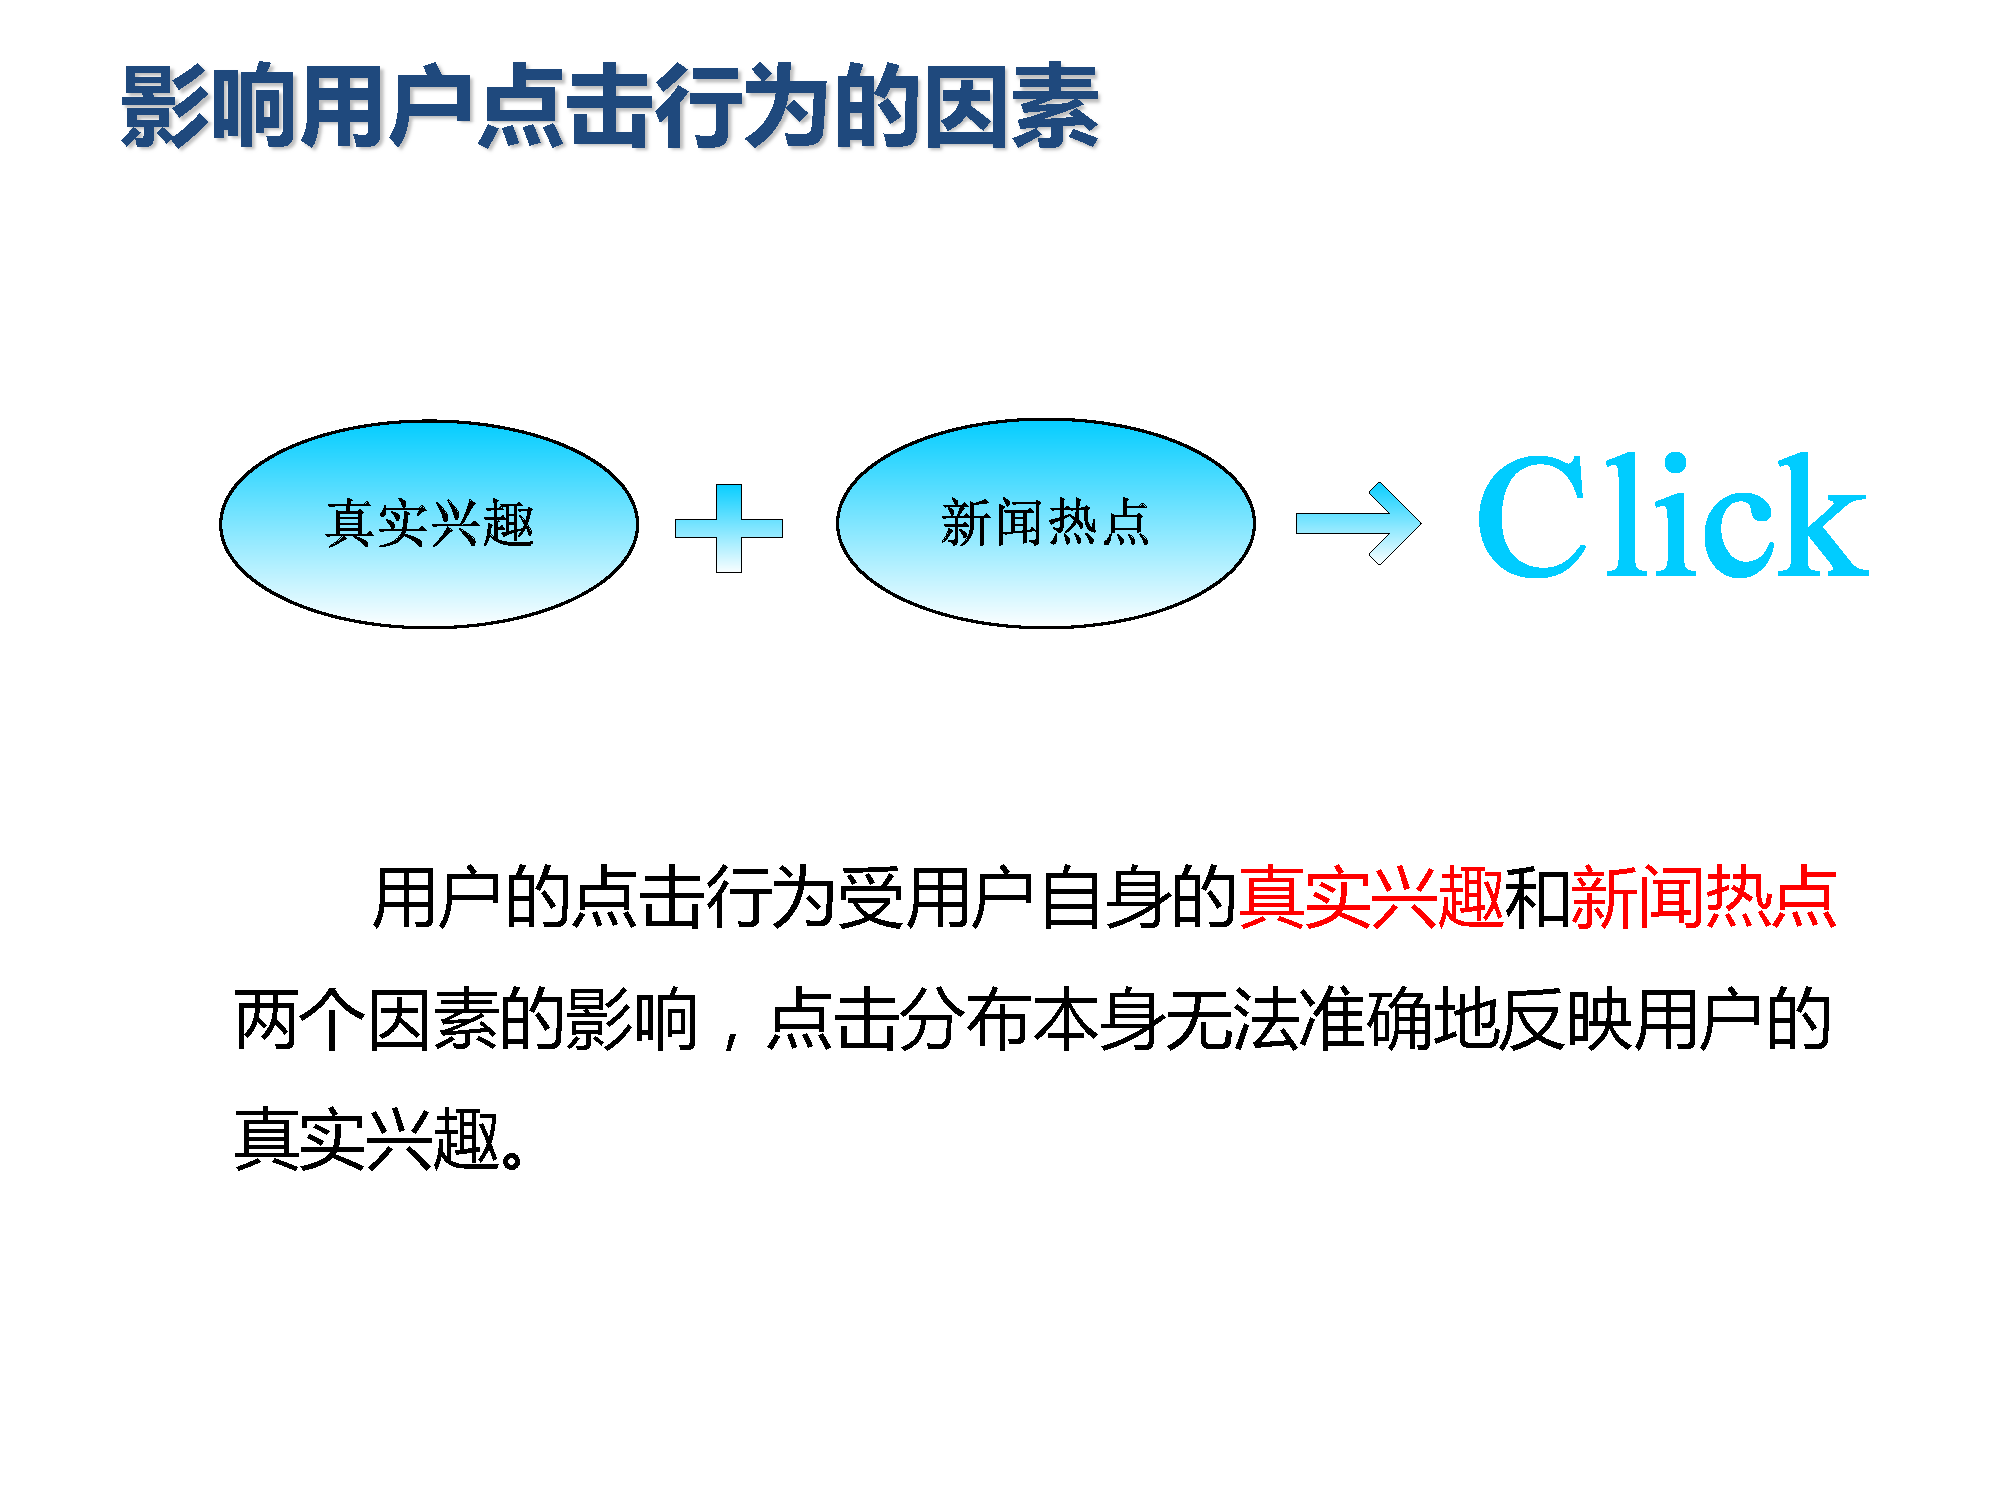 影响用户点击行为的因素
真实兴趣
新闻热点
Click
用户的点击行为受用户自身的真实兴趣和新闻热点
两个因素的影响，点击分布本身无法准确地反映用户的
真实兴趣。